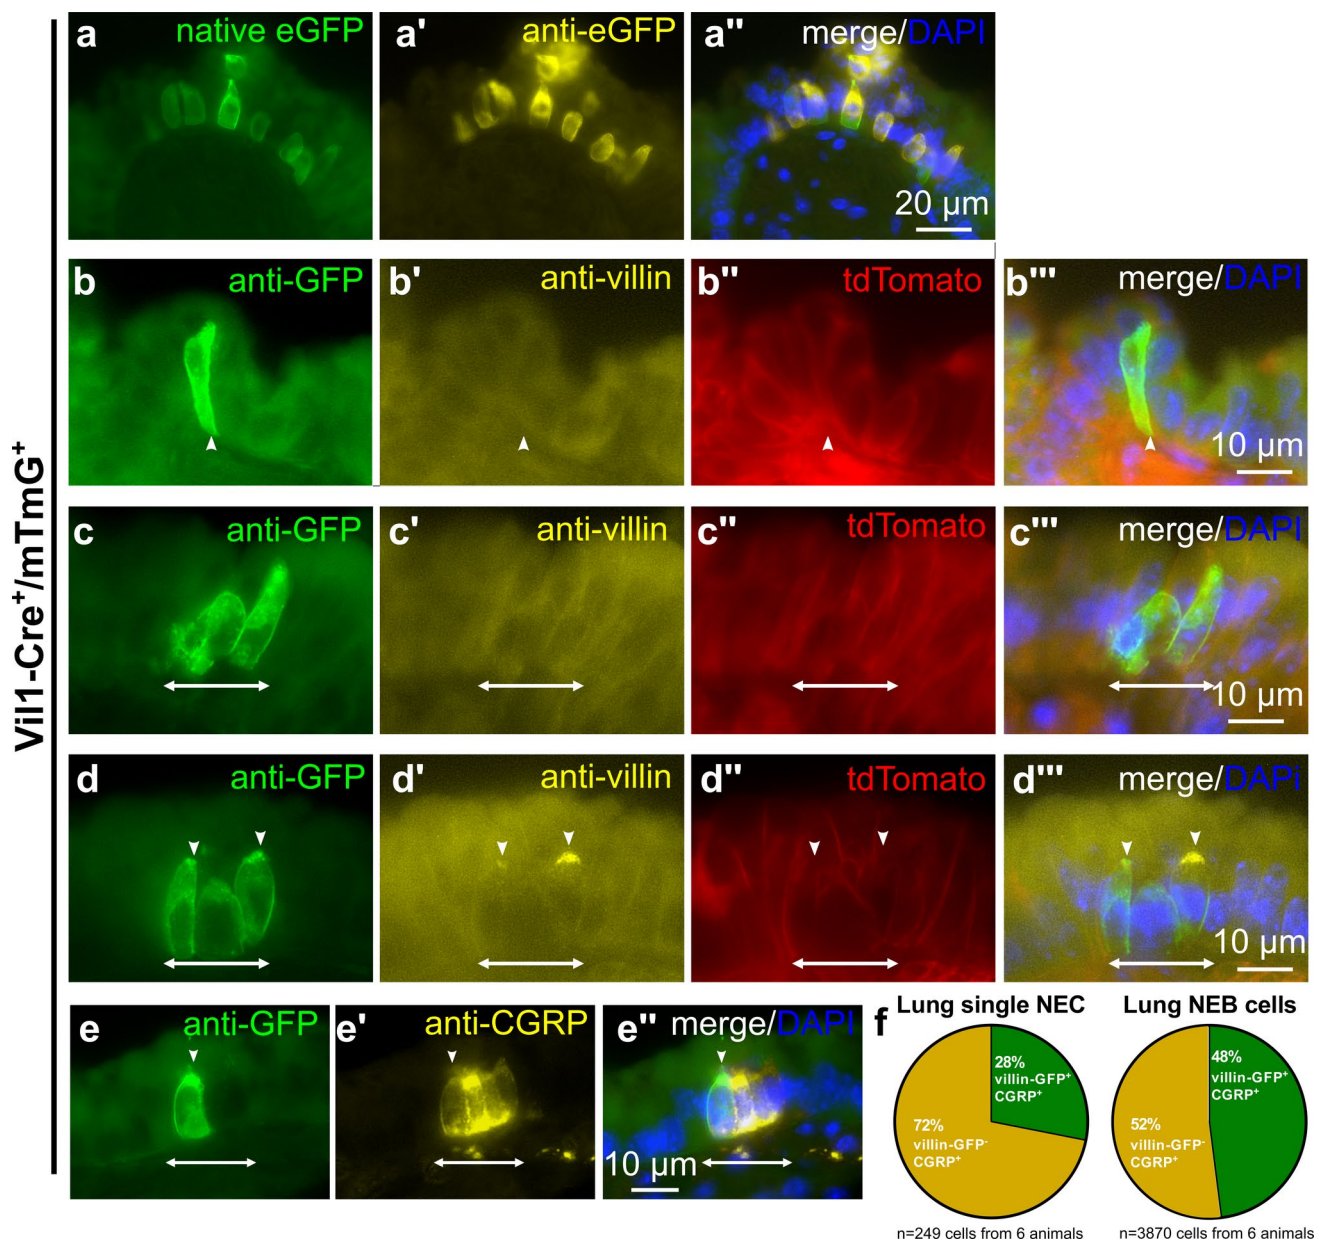 Vil1-Cre⁺/mTmG⁺
a native eGFP
a' anti-eGFP
a'' merge/DAPI
20 µm
b anti-GFP
b' anti-villin
b'' tdTomato
b''' merge/DAPI
10 µm
c anti-GFP
c' anti-villin
c'' tdTomato
c''' merge/DAPI
10 µm
d anti-GFP
d' anti-villin
d'' tdTomato
d''' merge/DAPi
10 µm
e anti-GFP
e' anti-CGRP
e'' merge/DAPI
10 µm
f
Lung single NEC
28%
villin-GFP⁺
CGRP⁺
72%
villin-GFP⁻
CGRP⁺
n=249 cells from 6 animals
Lung NEB cells
48%
villin-GFP⁺
CGRP⁺
52%
villin-GFP⁻
CGRP⁺
n=3870 cells from 6 animals